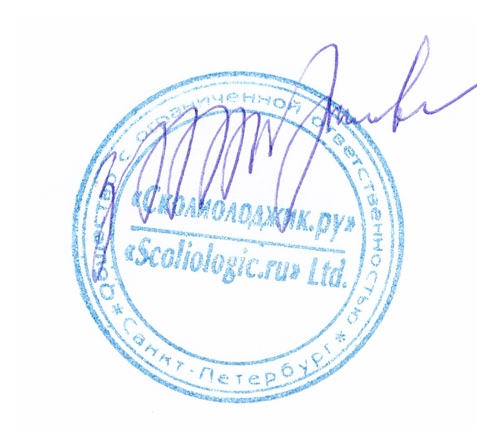 Общество с ограниченной ответственностью
«Сколиолоджик.ру»
«Scoliologic.ru» Ltd.
*Санкт-Петербург*